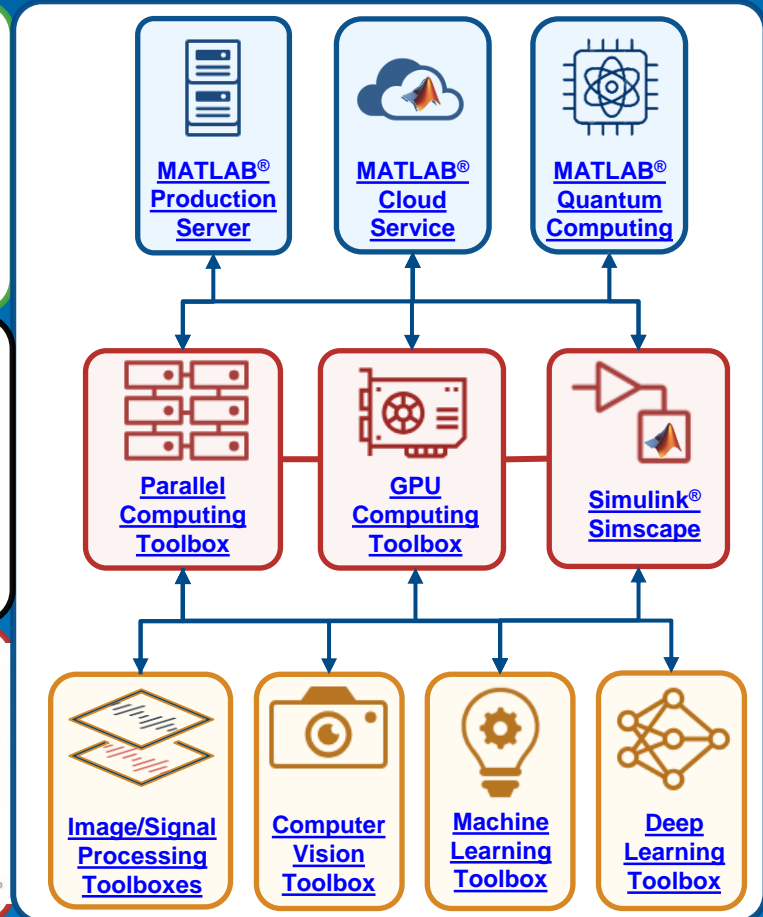 MATLAB®
Production
Server
MATLAB®
Cloud
Service
MATLAB®
Quantum
Computing
Parallel
Computing
Toolbox
GPU
Computing
Toolbox
Simulink®
Simscape
Image/Signal
Processing
Toolboxes
Computer
Vision
Toolbox
Machine
Learning
Toolbox
Deep
Learning
Toolbox